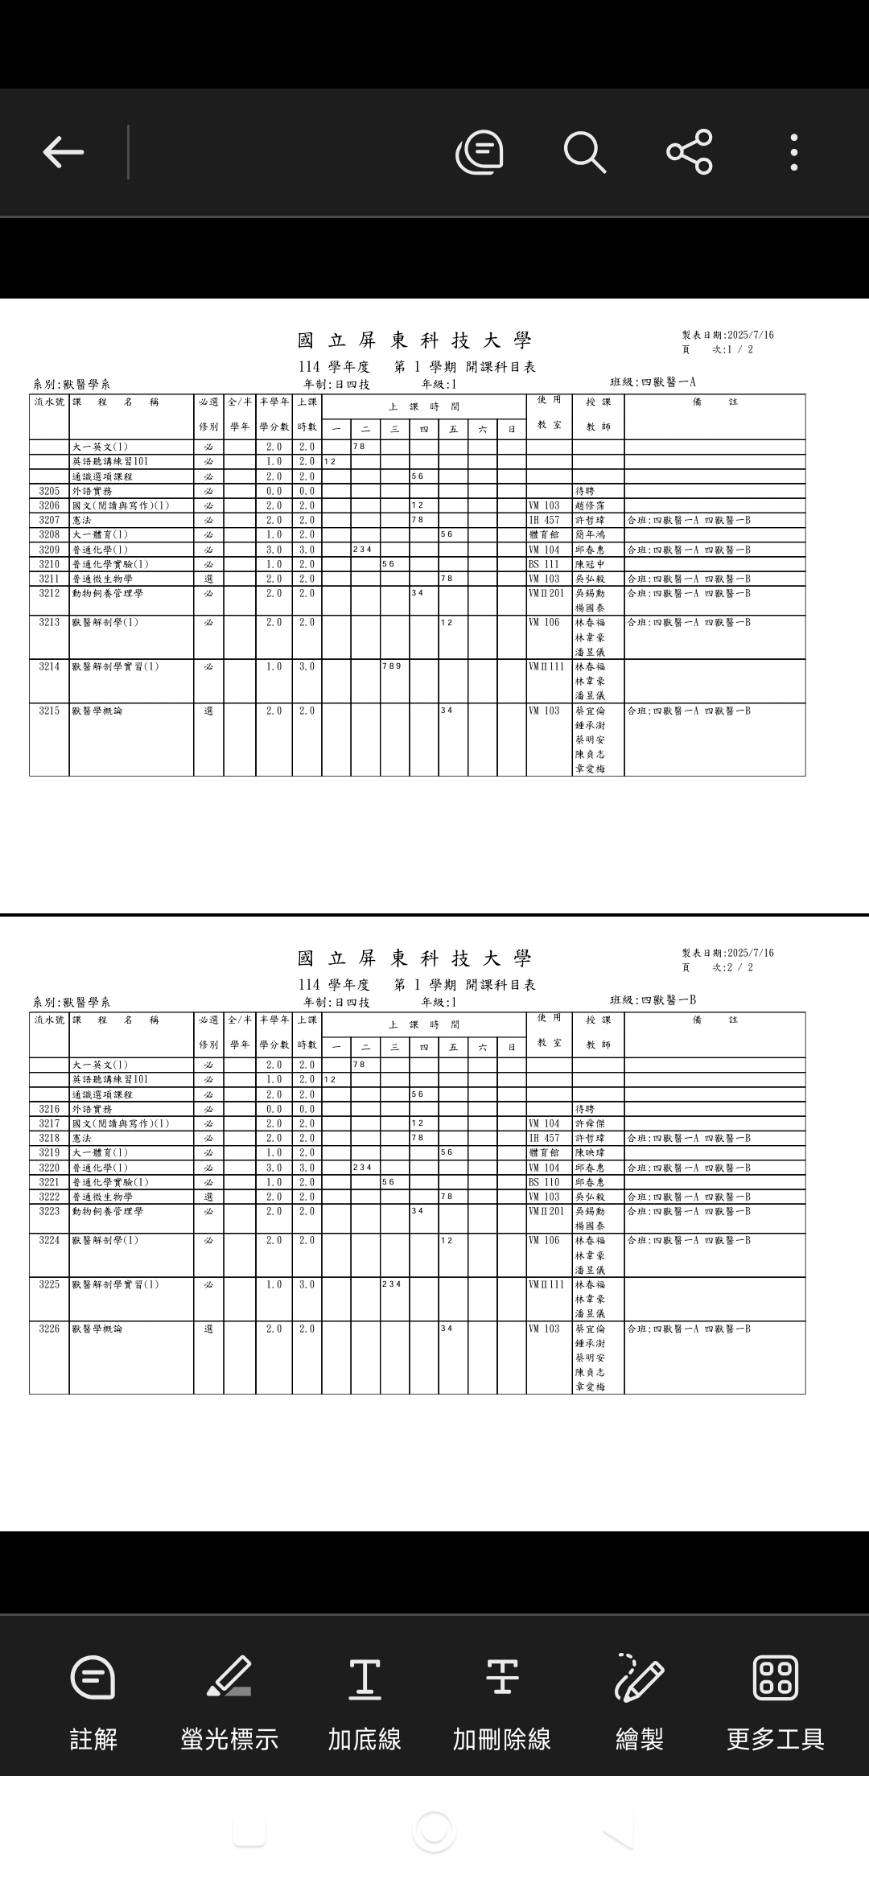 國立屏東科技大學
製表日期:2025/7/16
頁 次:1 / 2
114 學年度 第 1 學期 開課科目表
系別:獸醫學系 年制:日四技 年級:1 班級:四獸醫一A
流水號 課程名稱 必選修別 全/半學年 半學年學分數 上課時數 上課時間 一 二 三 四 五 六 日 使用教室 授課教師 備註
大一英文(1) 必 2.0 2.0 78
英語聽講練習101 必 1.0 2.0 12
通識選項課程 必 2.0 2.0 56
3205 外語實務 必 0.0 0.0 待聘
3206 國文(閱讀與寫作)(1) 必 2.0 2.0 12 VM 103 趙修霈
3207 憲法 必 2.0 2.0 78 IH 457 許哲瑋 合班:四獸醫一A 四獸醫一B
3208 大一體育(1) 必 1.0 2.0 56 體育館 簡年鴻
3209 普通化學(1) 必 3.0 3.0 234 VM 104 邱春惠 合班:四獸醫一A 四獸醫一B
3210 普通化學實驗(1) 必 1.0 2.0 56 BS 111 陳冠中
3211 普通微生物學 選 2.0 2.0 78 VM 103 吳弘毅 合班:四獸醫一A 四獸醫一B
3212 動物飼養管理學 必 2.0 2.0 34 VMII201 吳錫勳 合班:四獸醫一A 四獸醫一B
楊國泰
3213 獸醫解剖學(1) 必 2.0 2.0 12 VM 106 林春福 合班:四獸醫一A 四獸醫一B
林韋豪
潘昱儀
3214 獸醫解剖學實習(1) 必 1.0 3.0 789 VMII111 林春福
林韋豪
潘昱儀
3215 獸醫學概論 選 2.0 2.0 34 VM 103 蔡宜倫 合班:四獸醫一A 四獸醫一B
鍾承澍
蔡明安
陳貞志
章愛梅
國立屏東科技大學
製表日期:2025/7/16
頁 次:2 / 2
114 學年度 第 1 學期 開課科目表
系別:獸醫學系 年制:日四技 年級:1 班級:四獸醫一B
流水號 課程名稱 必選修別 全/半學年 半學年學分數 上課時數 上課時間 一 二 三 四 五 六 日 使用教室 授課教師 備註
大一英文(1) 必 2.0 2.0 78
英語聽講練習101 必 1.0 2.0 12
通識選項課程 必 2.0 2.0 56
3216 外語實務 必 0.0 0.0 待聘
3217 國文(閱讀與寫作)(1) 必 2.0 2.0 12 VM 104 許舜傑
3218 憲法 必 2.0 2.0 78 IH 457 許哲瑋 合班:四獸醫一A 四獸醫一B
3219 大一體育(1) 必 1.0 2.0 56 體育館 陳映瑋
3220 普通化學(1) 必 3.0 3.0 234 VM 104 邱春惠 合班:四獸醫一A 四獸醫一B
3221 普通化學實驗(1) 必 1.0 2.0 56 BS 110 邱春惠
3222 普通微生物學 選 2.0 2.0 78 VM 103 吳弘毅 合班:四獸醫一A 四獸醫一B
3223 動物飼養管理學 必 2.0 2.0 34 VMII201 吳錫勳 合班:四獸醫一A 四獸醫一B
楊國泰
3224 獸醫解剖學(1) 必 2.0 2.0 12 VM 106 林春福 合班:四獸醫一A 四獸醫一B
林韋豪
潘昱儀
3225 獸醫解剖學實習(1) 必 1.0 3.0 234 VMII111 林春福
林韋豪
潘昱儀
3226 獸醫學概論 選 2.0 2.0 34 VM 103 蔡宜倫 合班:四獸醫一A 四獸醫一B
鍾承澍
蔡明安
陳貞志
章愛梅
註解 螢光標示 加底線 加刪除線 繪製 更多工具